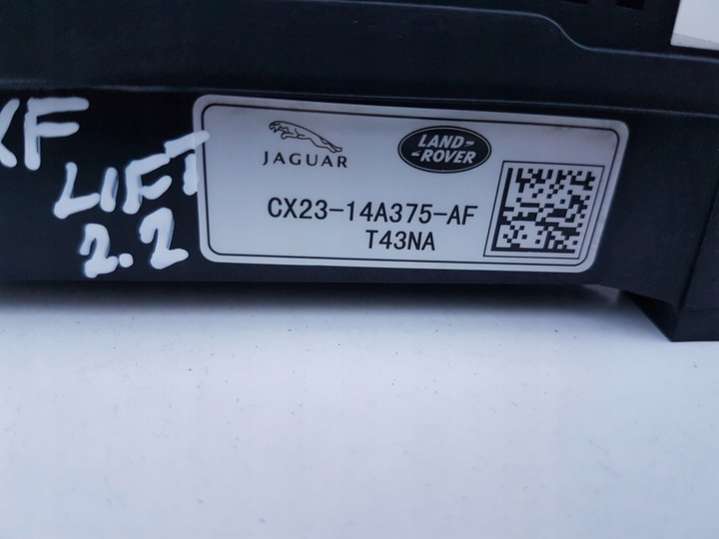 XF
LIFT
2.2
JAGUAR
LAND-
-ROVER
CX23-14A375-AF
T43NA